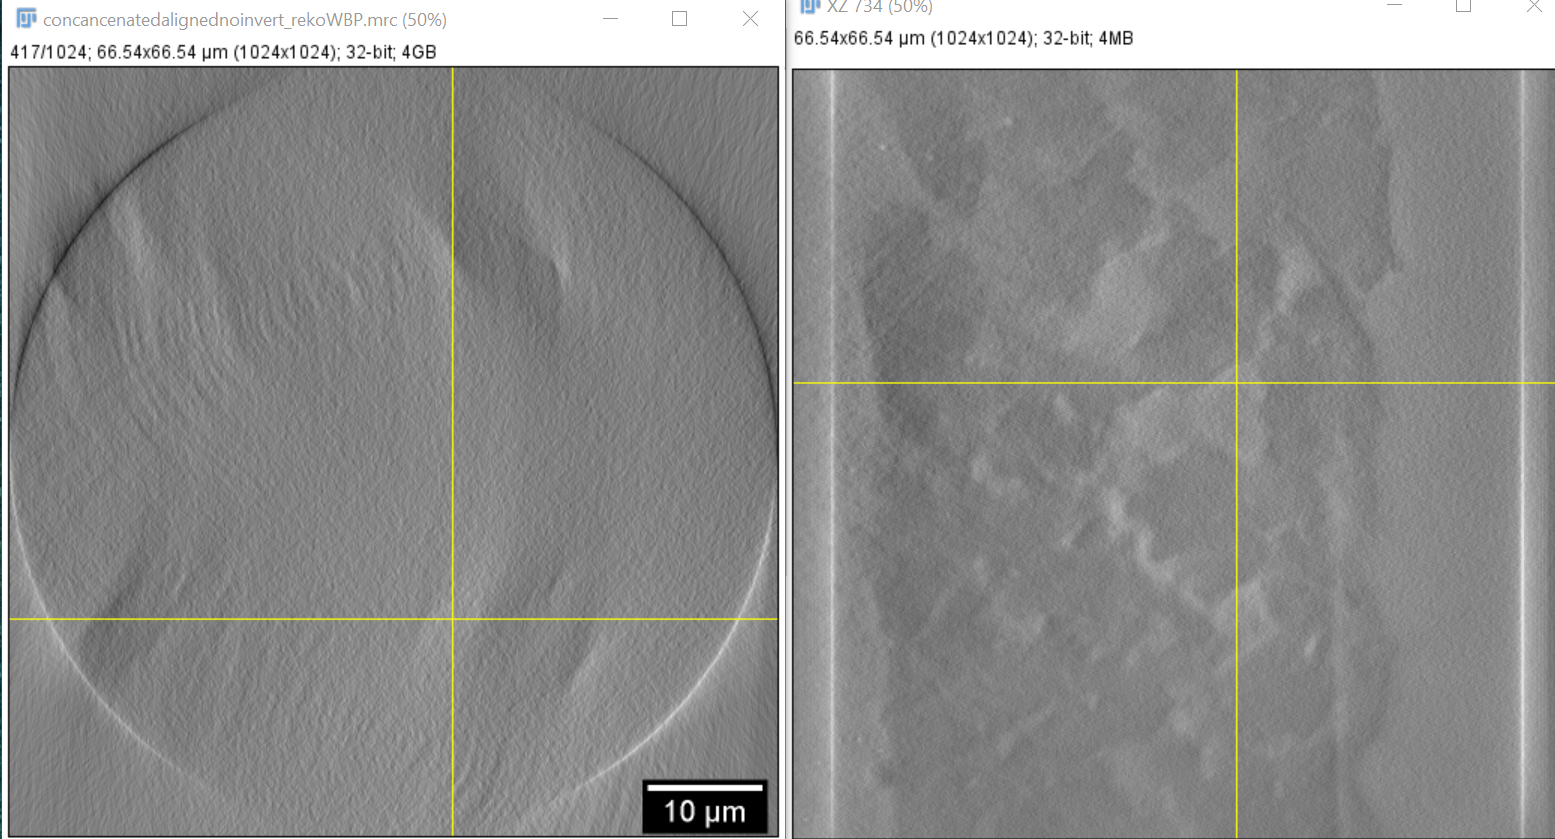 concancenatedalignednoinvert_rekoWBP.mrc (50%)
417/1024; 66.54x66.54 µm (1024x1024); 32-bit; 4GB
10 µm
XZ 734 (50%)
66.54x66.54 µm (1024x1024); 32-bit; 4MB